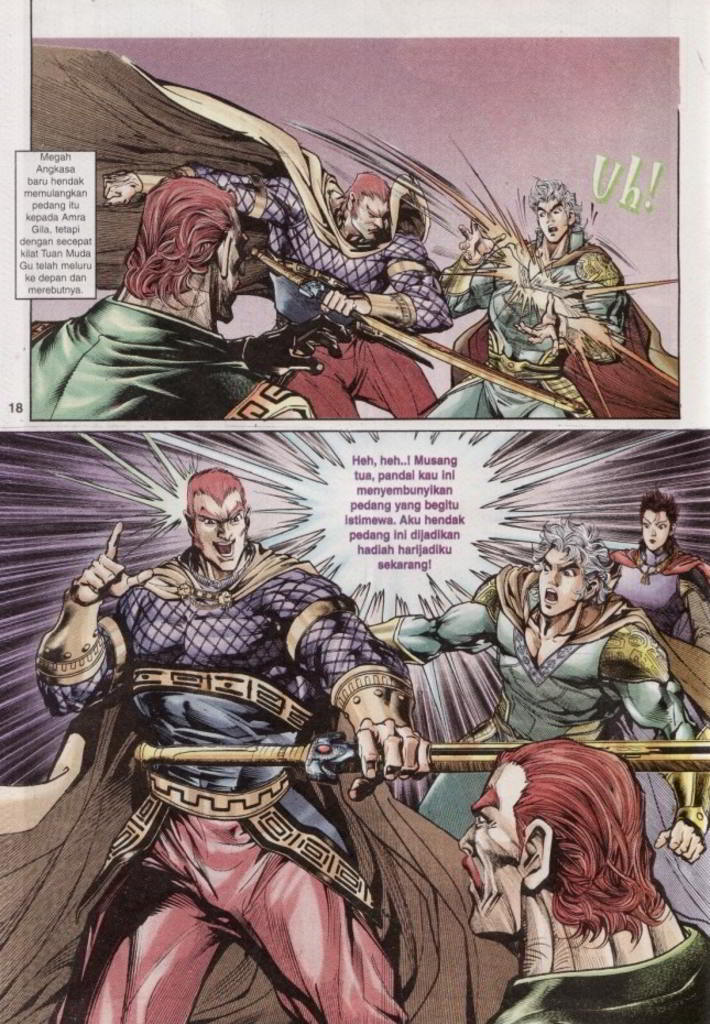 Megah
Angkasa
baru hendak
memulangkan
pedang itu
kepada Amra
Gela, tetapi
dengan secepat
kilat Tuan Muda
Gu telah meluru
ke depan dan
merebutnya.
Uh!
18
Heh, heh..! Musang
tua, pandai kau ini
menyembunyikan
pedang yang begitu
istimewa. Aku hendak
pedang ini dijadikan
hadiah harijadiku
sekarang!